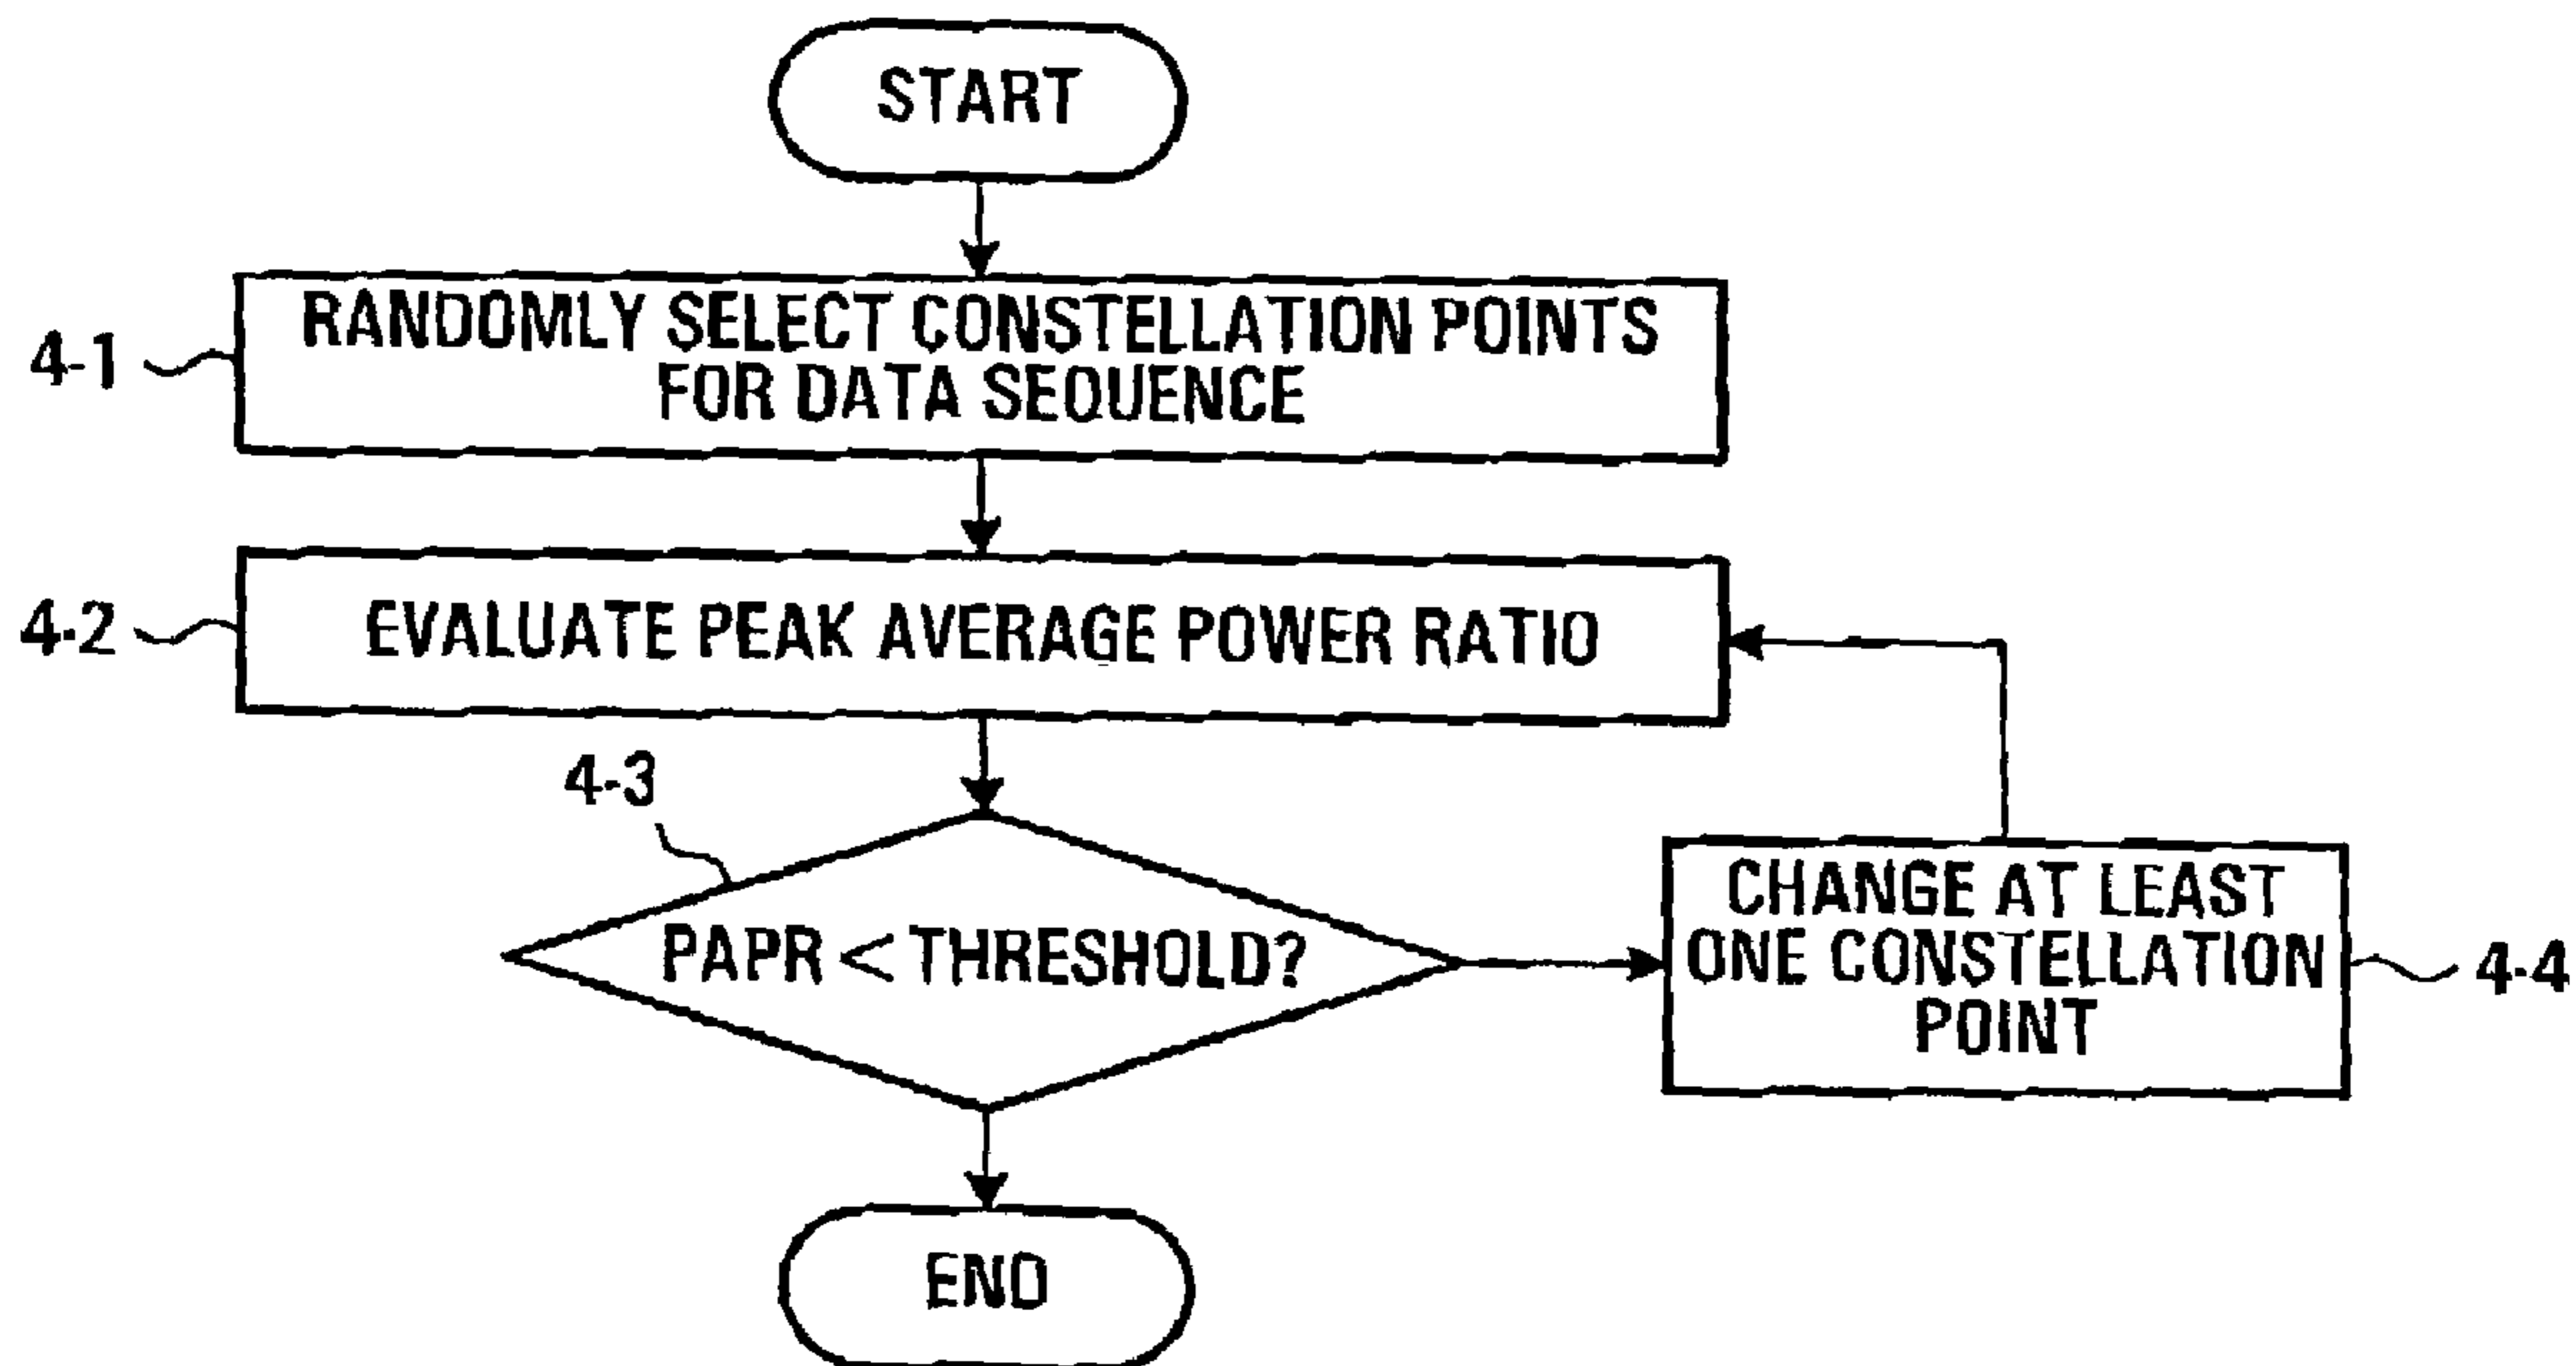 START
4-1
RANDOMLY SELECT CONSTELLATION POINTS
FOR DATA SEQUENCE
4-2
EVALUATE PEAK AVERAGE POWER RATIO
4-3
PAPR < THRESHOLD?
CHANGE AT LEAST
ONE CONSTELLATION
POINT
4-4
END